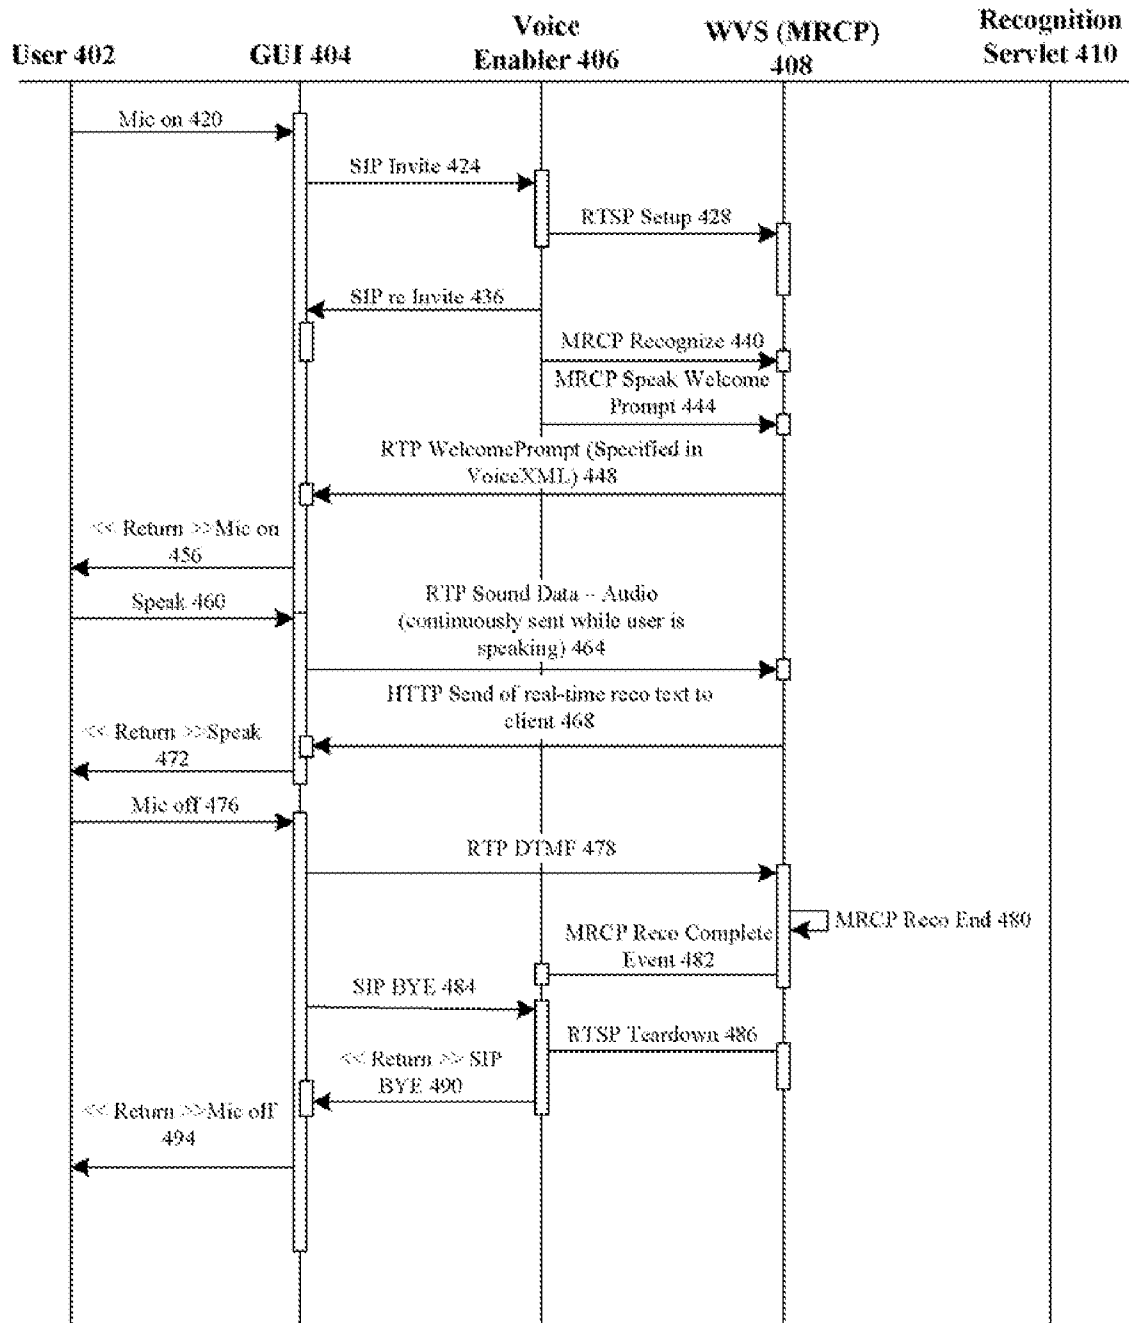 User 402
GUI 404
Voice
Enabler 406
WVS (MRCP)
408
Recognition
Servlet 410
Mic on 420
SIP Invite 424
RTSP Setup 428
SIP re Invite 436
MRCP Recognize 440
MRCP Speak Welcome
Prompt 444
RTP WelcomePrompt (Specified in
VoiceXML) 448
<< Return >>Mic on
456
Speak 460
RTP Sound Data – Audio
(continuously sent while user is
speaking) 464
HTTP Send of real-time reco text to
client 468
<< Return >>Speak
472
Mic off 476
RTP DTMF 478
MRCP Reco End 480
MRCP Reco Complete
Event 482
SIP BYE 484
RTSP Teardown 486
<< Return >> SIP
BYE 490
<< Return >>Mic off
494